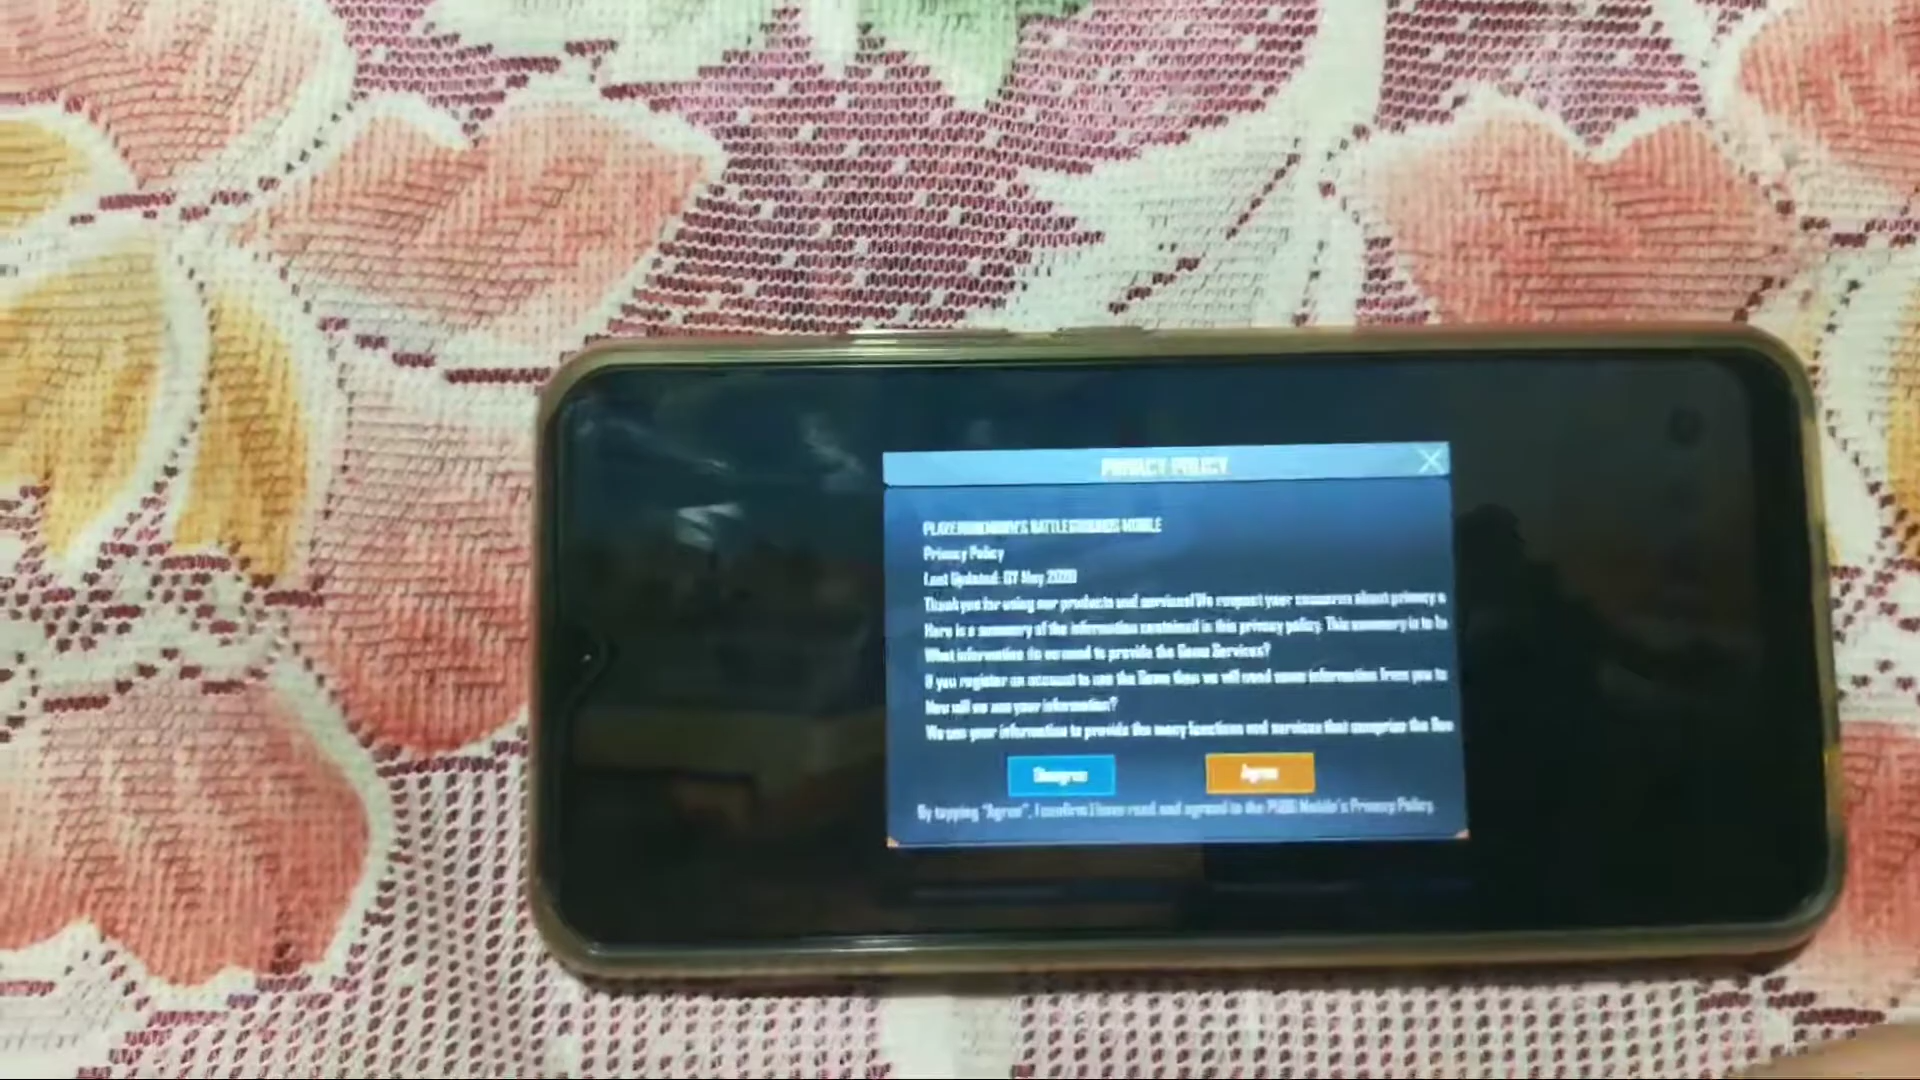 PRIVACY POLICY
PLAYERUNKNOWN'S BATTLEGROUNDS MOBILE
Privacy Policy
Last Updated: 07 May 2020
Thank you for using our products and services! We respect your concerns about privacy a
Here is a summary of the information contained in this privacy policy. This summary is to
What information do we need to provide the Game Services?
If you register an account to use the Game then we will need some information from you to
How will we use your information?
We use your information to provide the many functions and services that comprise the
Disagree
Agree
By tapping "Agree", I confirm I have read and agreed to the PUBG Mobile's Privacy Policy.